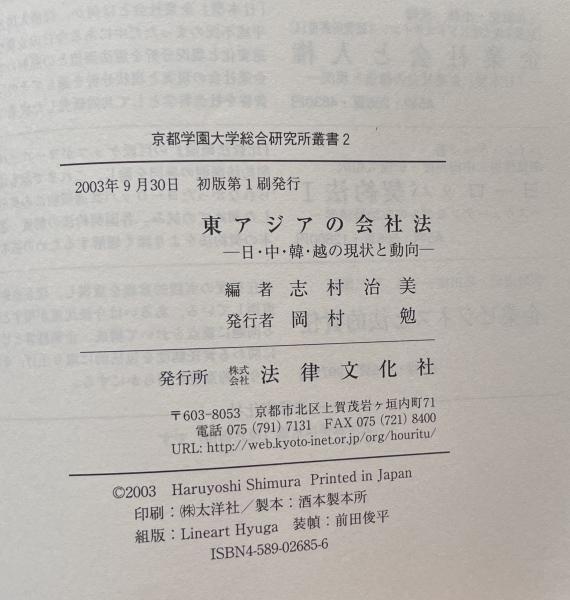 京都学園大学総合研究所叢書2
2003年9月30日　初版第1刷発行
東アジアの会社法
―日・中・韓・越の現状と動向―
編者　志村治美
発行者　岡村　勉
発行所　株式会社　法律文化社
〒603-8053　京都市北区上賀茂岩ヶ垣内町71
電話 075 (791) 7131　FAX 075 (721) 8400
URL: http://web.kyoto-inet.or.jp/org/houritu/
©2003　Haruyoshi Shimura　Printed in Japan
印刷：㈱太洋社／製本：酒本製本所
組版：Lineart Hyuga　装幀：前田俊平
ISBN4-589-02685-6